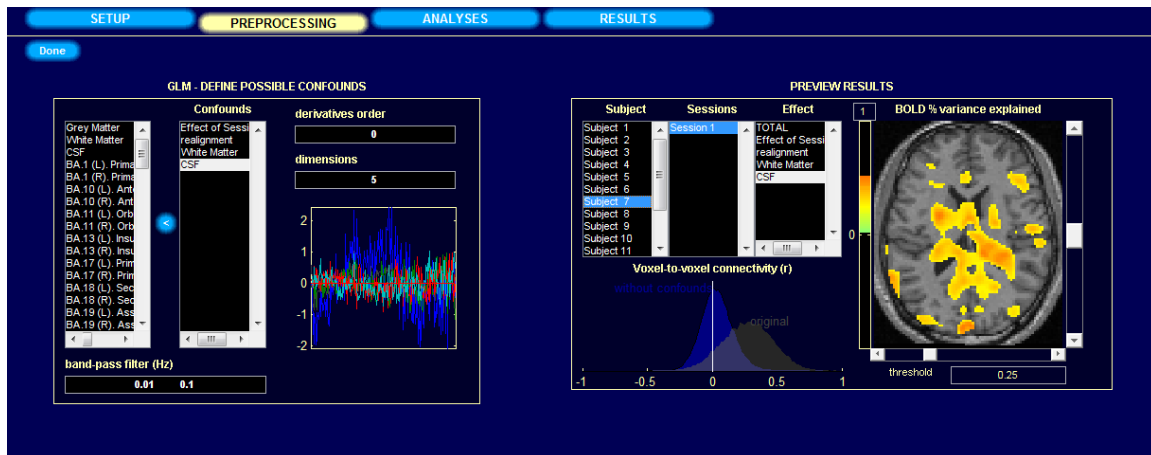 SETUP
PREPROCESSING
ANALYSES
RESULTS
Done
GLM - DEFINE POSSIBLE CONFOUNDS
Confounds
Grey Matter
White Matter
CSF
BA.1 (L). Prima
BA.1 (R). Prima
BA.10 (L). Ante
BA.10 (R). Ant
BA.11 (L). Orb
BA.11 (R). Orb
BA.13 (L). Insu
BA.13 (R). Insu
BA.17 (L). Prim
BA.17 (R). Prim
BA.18 (L). Sec
BA.18 (R). Sec
BA.19 (L). Ass
BA.19 (R). Ass
<
Effect of Sessi
realignment
White Matter
CSF
derivatives order
0
dimensions
5
2
1
0
-1
-2
band-pass filter (Hz)
0.01 0.1
PREVIEW RESULTS
Subject
Sessions
Effect
1
BOLD % variance explained
Subject 1
Subject 2
Subject 3
Subject 4
Subject 5
Subject 6
Subject 7
Subject 8
Subject 9
Subject 10
Subject 11
Session 1
TOTAL
Effect of Sessi
realignment
White Matter
CSF
0
Voxel-to-voxel connectivity (r)
without confounds
original
-1 -0.5 0 0.5 1
threshold
0.25